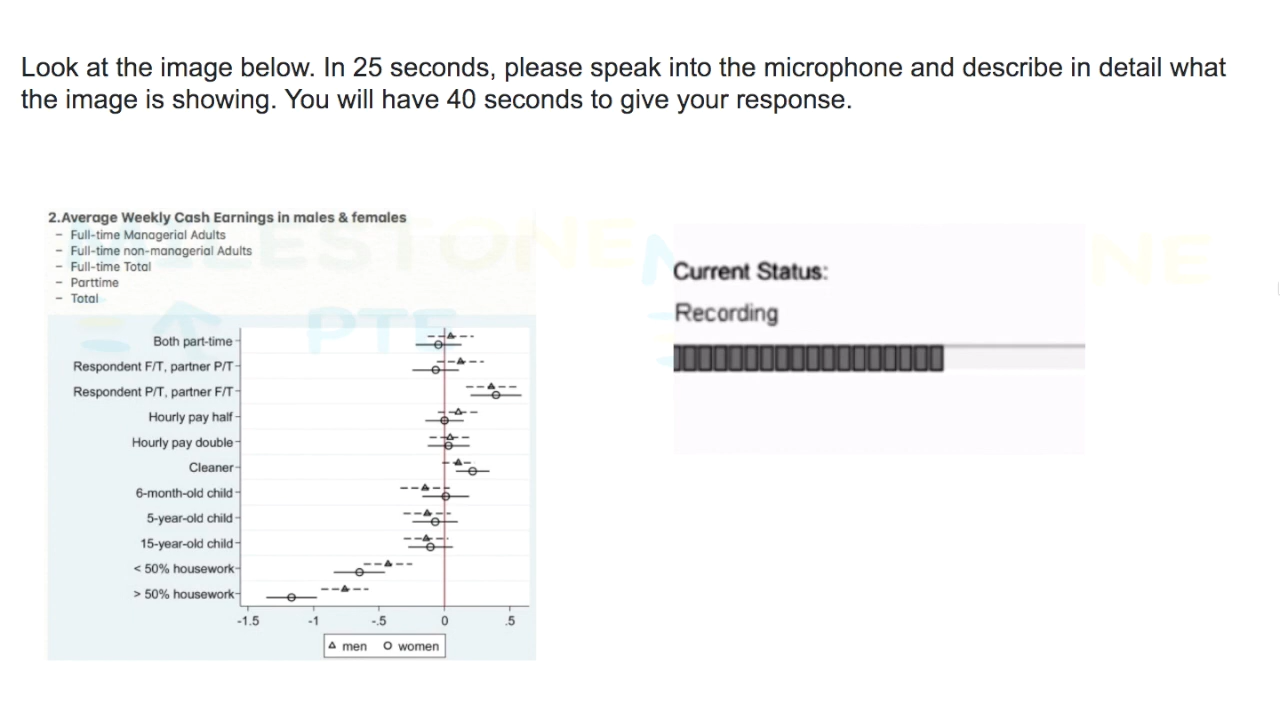 Look at the image below. In 25 seconds, please speak into the microphone and describe in detail what
the image is showing. You will have 40 seconds to give your response.
2.Average Weekly Cash Earnings in males & females
- Full-time Managerial Adults
- Full-time non-managerial Adults
- Full-time Total
- Parttime
- Total
MILESTONE
PTE
Both part-time
Respondent F/T, partner P/T
Respondent P/T, partner F/T
Hourly pay half
Hourly pay double
Cleaner
6-month-old child
5-year-old child
15-year-old child
< 50% housework
> 50% housework
-1.5 -1 -.5 0 .5
men women
Current Status:
Recording
NE